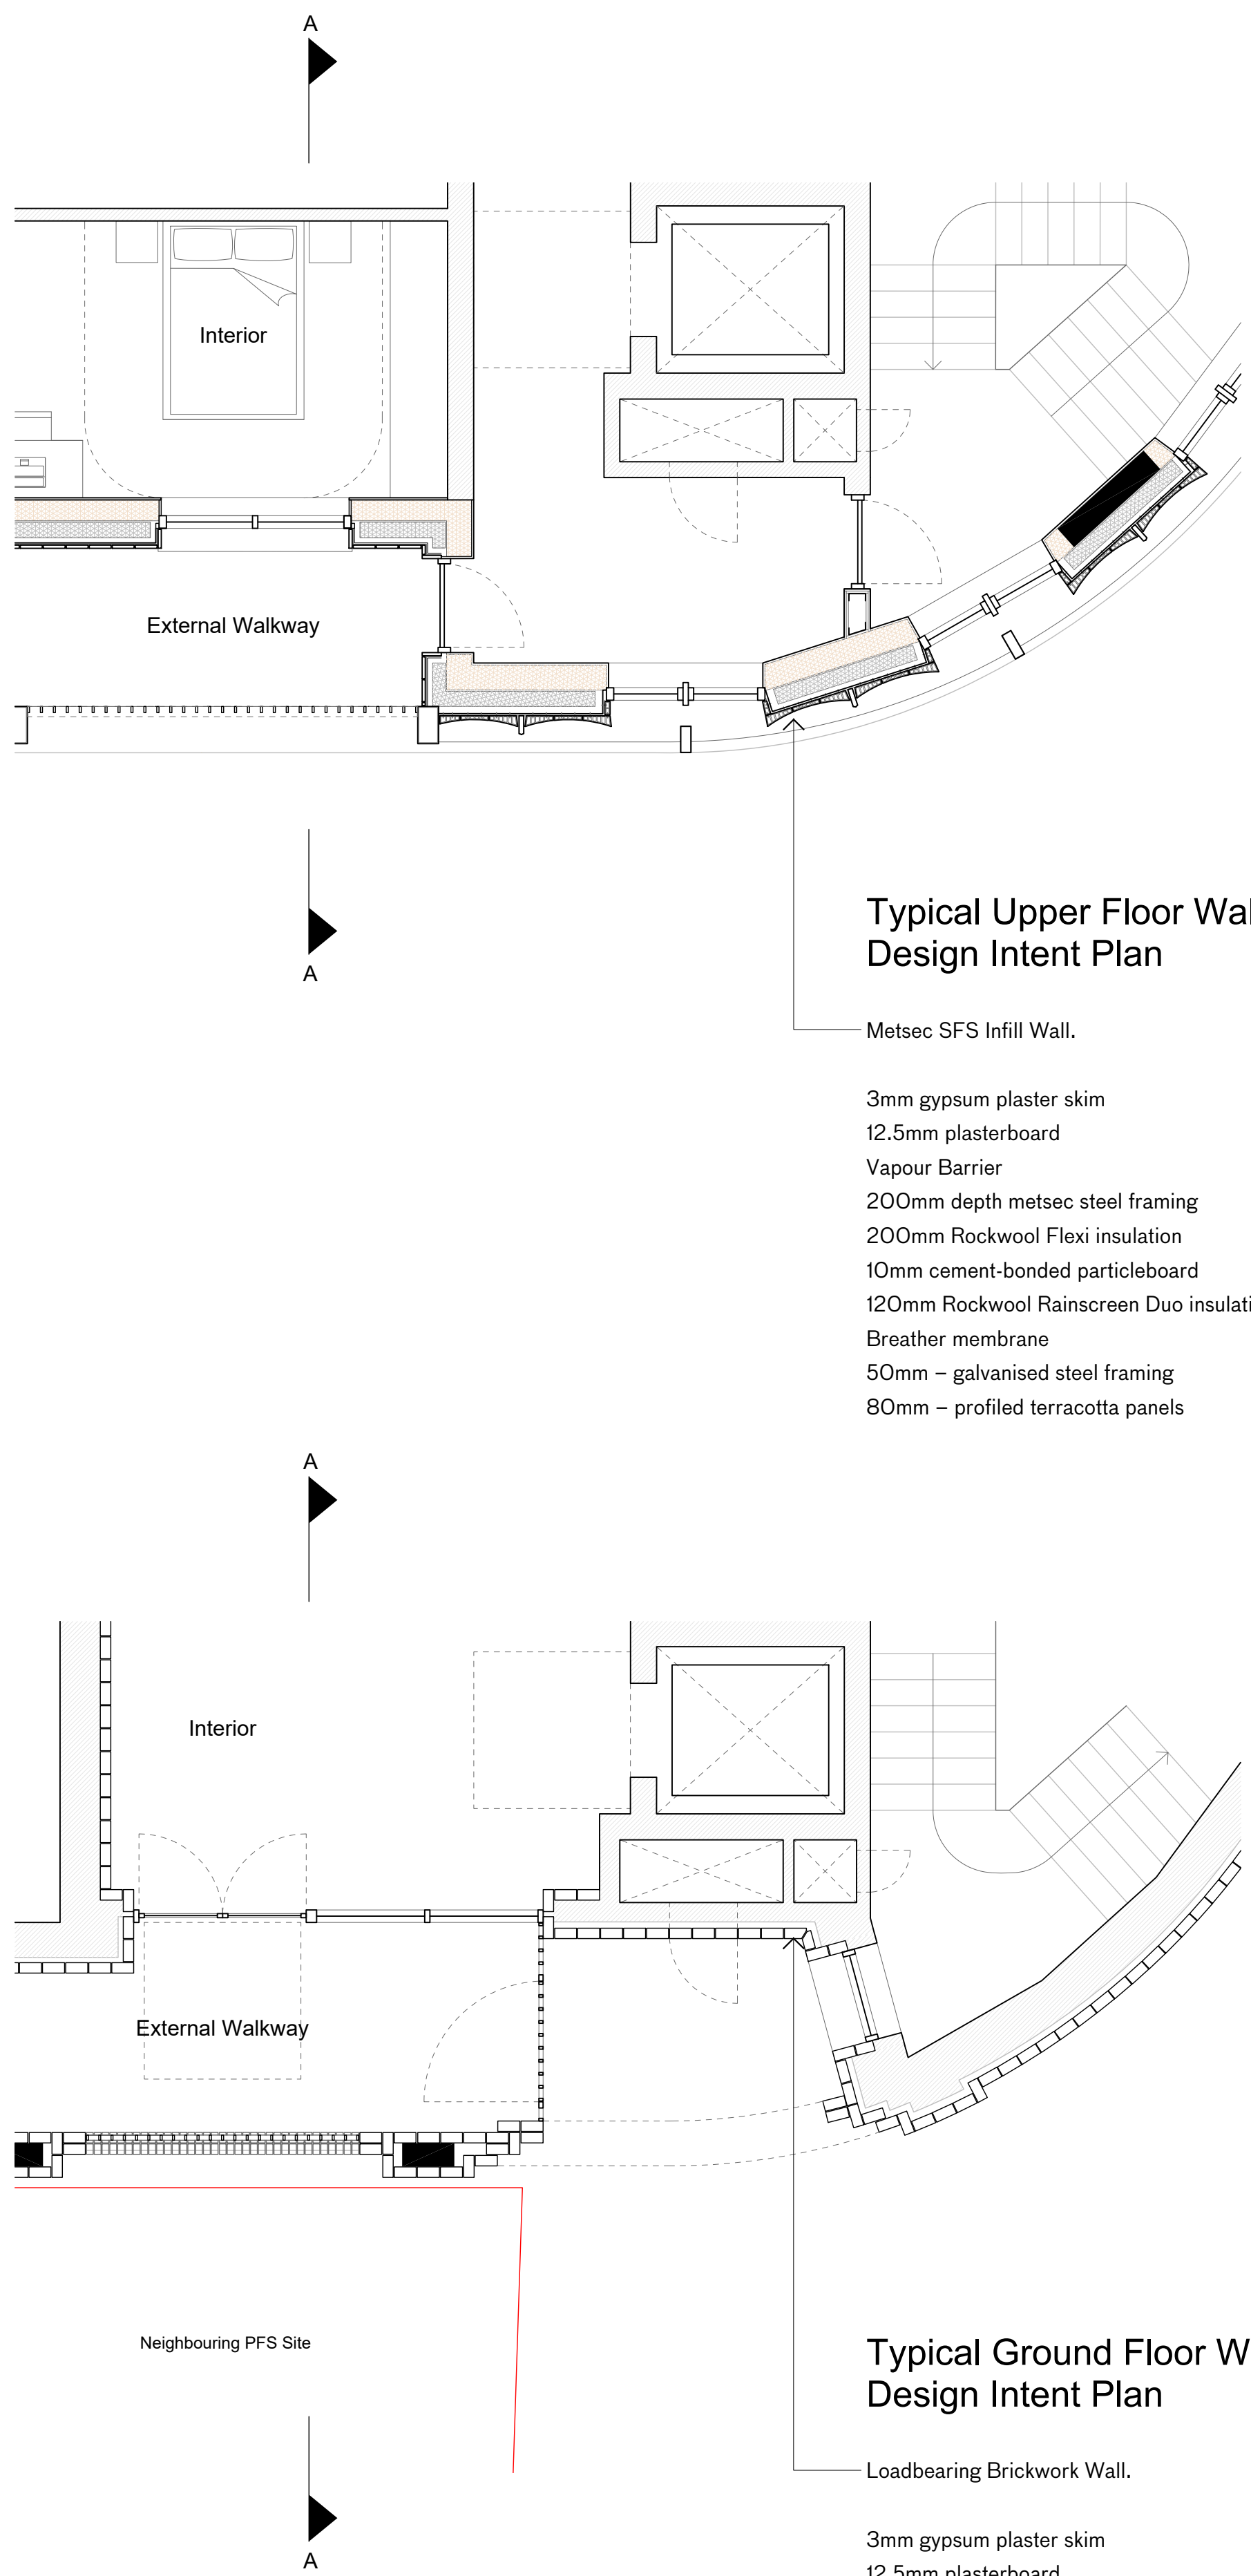 A
Interior
External Walkway
A
Typical Upper Floor Wal
Design Intent Plan
Metsec SFS Infill Wall.
3mm gypsum plaster skim
12.5mm plasterboard
Vapour Barrier
200mm depth metsec steel framing
200mm Rockwool Flexi insulation
10mm cement-bonded particleboard
120mm Rockwool Rainscreen Duo insulati
Breather membrane
50mm – galvanised steel framing
80mm – profiled terracotta panels
A
Interior
External Walkway
Neighbouring PFS Site
Typical Ground Floor W
Design Intent Plan
Loadbearing Brickwork Wall.
3mm gypsum plaster skim
A
12.5mm plasterboard